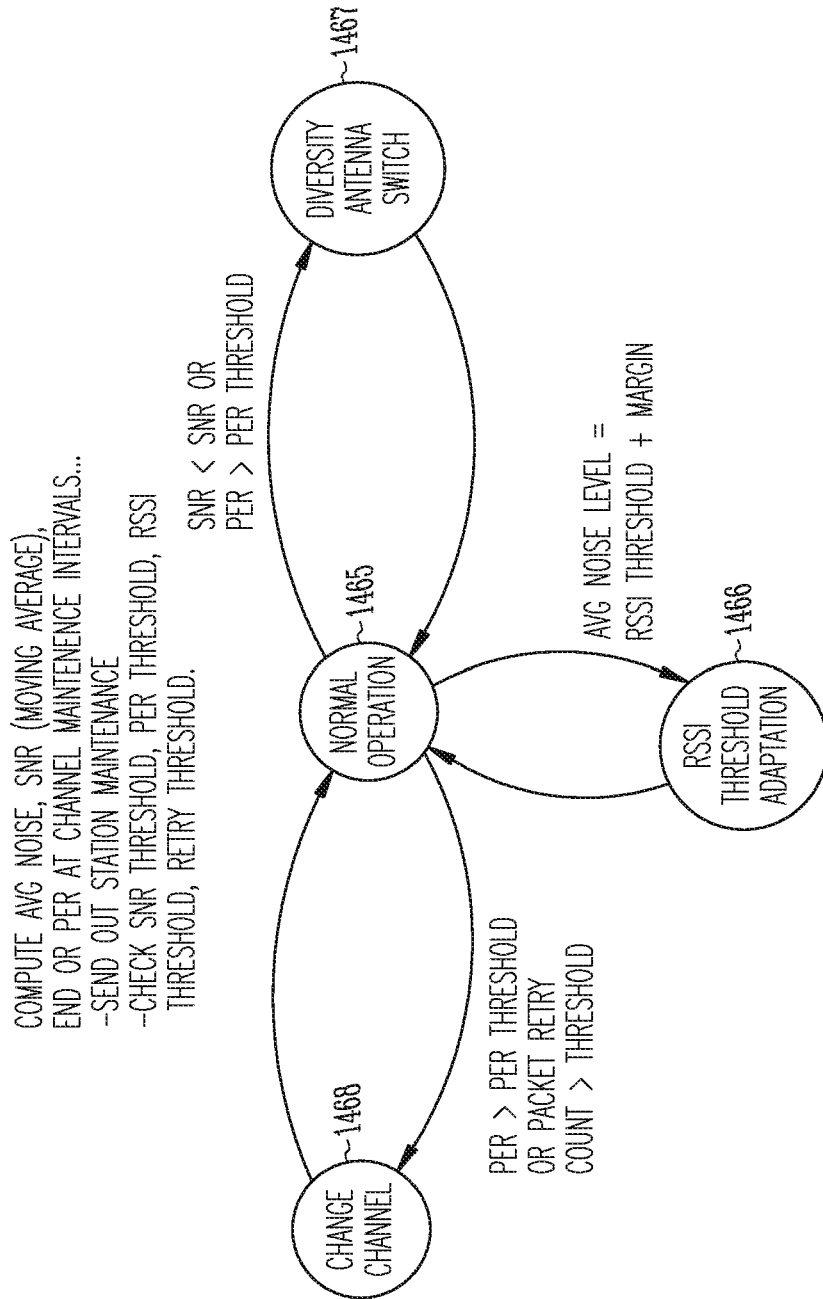 COMPUTE AVG NOISE, SNR (MOVING AVERAGE),
END OR PER AT CHANNEL MAINTENENCE INTERVALS...
-SEND OUT STATION MAINTENANCE
-CHECK SNR THRESHOLD, PER THRESHOLD, RSSI
THRESHOLD, RETRY THRESHOLD.
SNR < SNR OR
PER > PER THRESHOLD
1468
CHANGE
CHANNEL
1465
NORMAL
OPERATION
1467
DIVERSITY
ANTENNA
SWITCH
PER > PER THRESHOLD
OR PACKET RETRY
COUNT > THRESHOLD
AVG NOISE LEVEL =
RSSI THRESHOLD + MARGIN
1466
RSSI
THRESHOLD
ADAPTATION